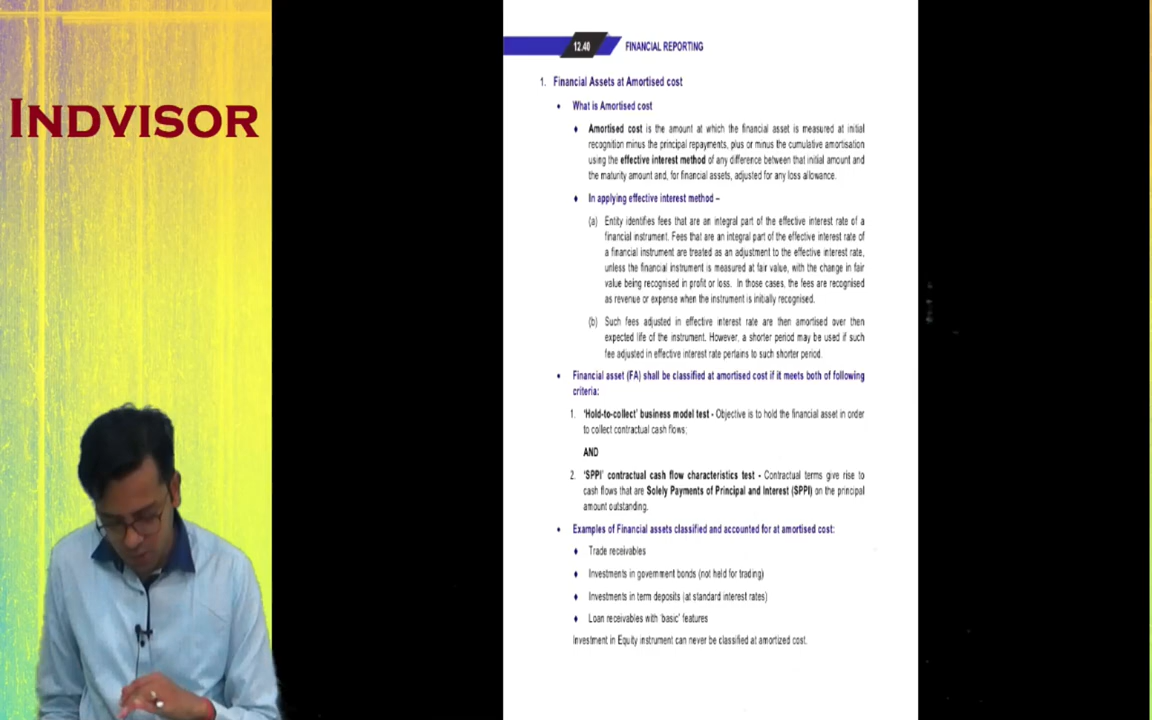 INDVISOR
12.40 FINANCIAL REPORTING
1. Financial Assets at Amortised cost
• What is Amortised cost
♦ Amortised cost is the amount at which the financial asset is measured at initial
recognition minus the principal repayments, plus or minus the cumulative amortisation
using the effective interest method of any difference between that initial amount and
the maturity amount and, for financial assets, adjusted for any loss allowance.
♦ In applying effective interest method –
(a) Entity identifies fees that are an integral part of the effective interest rate of a
financial instrument. Fees that are an integral part of the effective interest rate of
a financial instrument are treated as an adjustment to the effective interest rate,
unless the financial instrument is measured at fair value, with the change in fair
value being recognised in profit or loss. In those cases, the fees are recognised
as revenue or expense when the instrument is initially recognised.
(b) Such fees adjusted in effective interest rate are then amortised over then
expected life of the instrument. However, a shorter period may be used if such
fee adjusted in effective interest rate pertains to such shorter period.
• Financial asset (FA) shall be classified at amortised cost if it meets both of following
criteria:
1. 'Hold-to-collect' business model test - Objective is to hold the financial asset in order
to collect contractual cash flows;
AND
2. 'SPPI' contractual cash flow characteristics test - Contractual terms give rise to
cash flows that are Solely Payments of Principal and Interest (SPPI) on the principal
amount outstanding.
• Examples of Financial assets classified and accounted for at amortised cost:
♦ Trade receivables
♦ Investments in government bonds (not held for trading)
♦ Investments in term deposits (at standard interest rates)
♦ Loan receivables with 'basic' features
Investment in Equity instrument can never be classified at amortized cost.